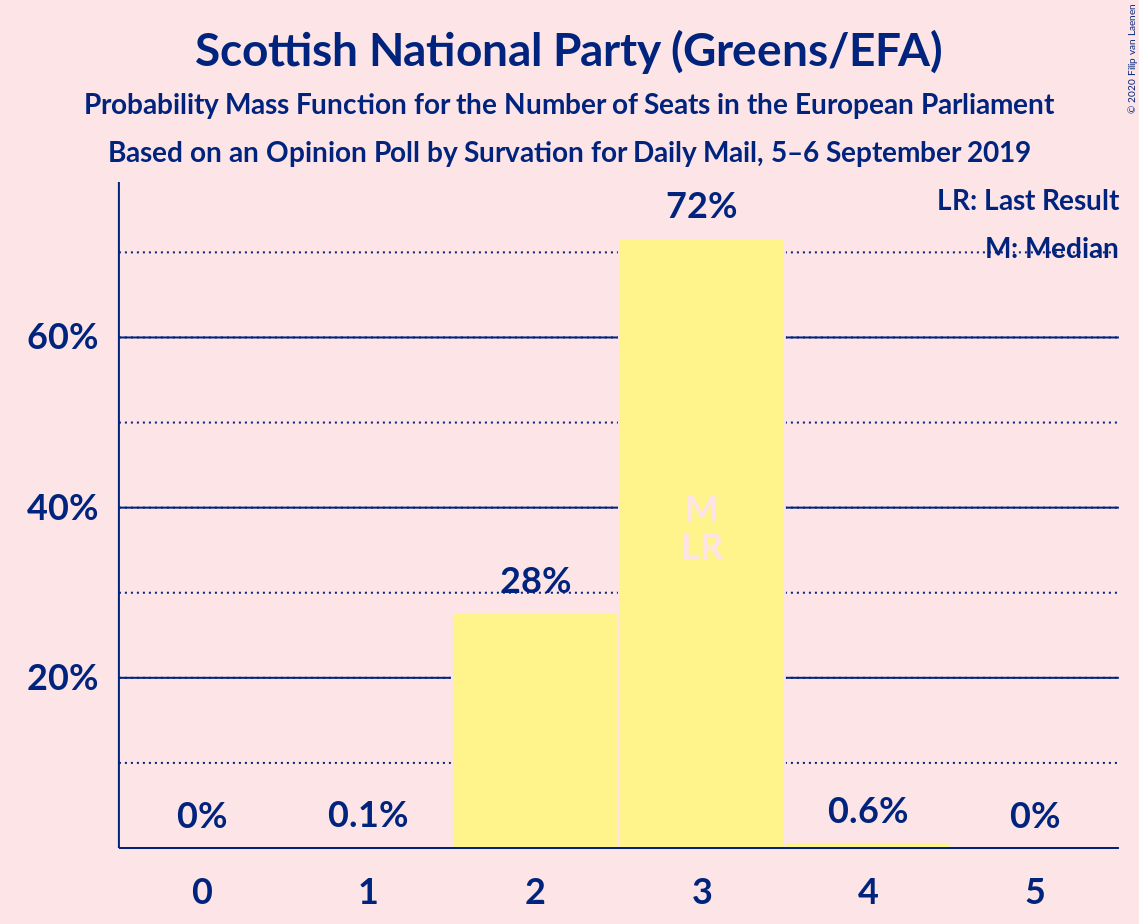 Scottish National Party (Greens/EFA)
Probability Mass Function for the Number of Seats in the European Parliament
Based on an Opinion Poll by Survation for Daily Mail, 5–6 September 2019
© 2020 Filip van Laenen
LR: Last Result
M: Median
72%
60%
40%
M
LR
28%
20%
0%
0.1%
0.6%
0%
0
1
2
3
4
5